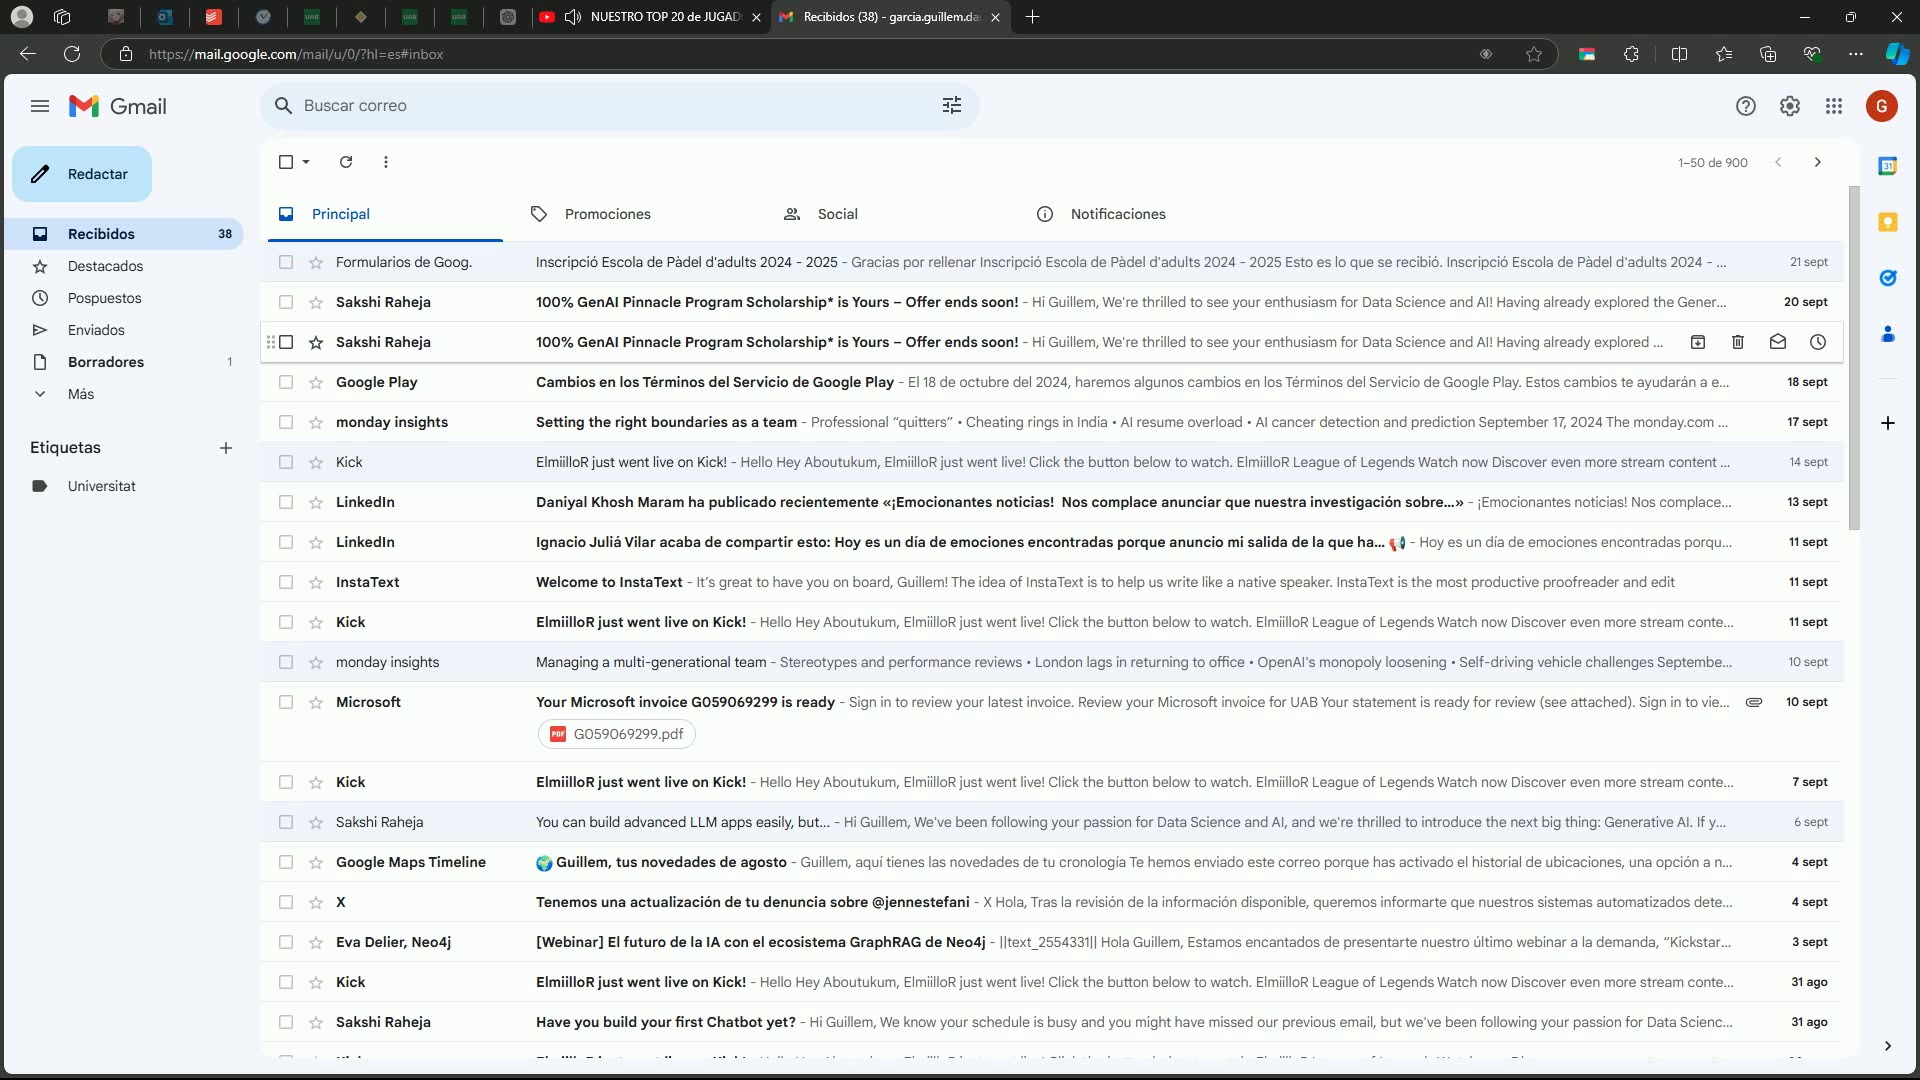 NUESTRO TOP 20 de JUGAD
Recibidos (38) - garcia.guillem.da
https://mail.google.com/mail/u/0/?hl=es#inbox
Gmail
Buscar correo
G
Redactar
1–50 de 900
Principal
Promociones
Social
Notificaciones
Recibidos 38
Destacados
Pospuestos
Enviados
Borradores 1
Más
Etiquetas
Universitat
Formularios de Goog. Inscripció Escola de Pàdel d'adults 2024 - 2025 - Gracias por rellenar Inscripció Escola de Pàdel d'adults 2024 - 2025 Esto es lo que se recibió. Inscripció Escola de Pàdel d'adults 2024 - ... 21 sept
Sakshi Raheja 100% GenAI Pinnacle Program Scholarship* is Yours – Offer ends soon! - Hi Guillem, We're thrilled to see your enthusiasm for Data Science and AI! Having already explored the Gener... 20 sept
Sakshi Raheja 100% GenAI Pinnacle Program Scholarship* is Yours – Offer ends soon! - Hi Guillem, We're thrilled to see your enthusiasm for Data Science and AI! Having already explored ...
Google Play Cambios en los Términos del Servicio de Google Play - El 18 de octubre del 2024, haremos algunos cambios en los Términos del Servicio de Google Play. Estos cambios te ayudarán a e... 18 sept
monday insights Setting the right boundaries as a team - Professional “quitters” • Cheating rings in India • AI resume overload • AI cancer detection and prediction September 17, 2024 The monday.com ... 17 sept
Kick ElmiilloR just went live on Kick! - Hello Hey Aboutukum, ElmiilloR just went live! Click the button below to watch. ElmiilloR League of Legends Watch now Discover even more stream content ... 14 sept
LinkedIn Daniyal Khosh Maram ha publicado recientemente «¡Emocionantes noticias! Nos complace anunciar que nuestra investigación sobre...» - ¡Emocionantes noticias! Nos complace... 13 sept
LinkedIn Ignacio Juliá Vilar acaba de compartir esto: Hoy es un día de emociones encontradas porque anuncio mi salida de la que ha... 📢 - Hoy es un día de emociones encontradas porqu... 11 sept
InstaText Welcome to InstaText - It’s great to have you on board, Guillem! The idea of InstaText is to help us write like a native speaker. InstaText is the most productive proofreader and edit 11 sept
Kick ElmiilloR just went live on Kick! - Hello Hey Aboutukum, ElmiilloR just went live! Click the button below to watch. ElmiilloR League of Legends Watch now Discover even more stream conte... 11 sept
monday insights Managing a multi-generational team - Stereotypes and performance reviews • London lags in returning to office • OpenAI's monopoly loosening • Self-driving vehicle challenges Septembe... 10 sept
Microsoft Your Microsoft invoice G059069299 is ready - Sign in to review your latest invoice. Review your Microsoft invoice for UAB Your statement is ready for review (see attached). Sign in to vie... 10 sept
PDF G059069299.pdf
Kick ElmiilloR just went live on Kick! - Hello Hey Aboutukum, ElmiilloR just went live! Click the button below to watch. ElmiilloR League of Legends Watch now Discover even more stream conte... 7 sept
Sakshi Raheja You can build advanced LLM apps easily, but... - Hi Guillem, We've been following your passion for Data Science and AI, and we're thrilled to introduce the next big thing: Generative AI. If y... 6 sept
Google Maps Timeline 🌍 Guillem, tus novedades de agosto - Guillem, aquí tienes las novedades de tu cronología Te hemos enviado este correo porque has activado el historial de ubicaciones, una opción a n... 4 sept
X Tenemos una actualización de tu denuncia sobre @jennestefani - X Hola, Tras la revisión de la información disponible, queremos informarte que nuestros sistemas automatizados dete... 4 sept
Eva Delier, Neo4j [Webinar] El futuro de la IA con el ecosistema GraphRAG de Neo4j - ||text_2554331|| Hola Guillem, Estamos encantados de presentarte nuestro último webinar a la demanda, “Kickstar... 3 sept
Kick ElmiilloR just went live on Kick! - Hello Hey Aboutukum, ElmiilloR just went live! Click the button below to watch. ElmiilloR League of Legends Watch now Discover even more stream conte... 31 ago
Sakshi Raheja Have you build your first Chatbot yet? - Hi Guillem, We know your schedule is busy and you might have missed our previous email, but we've been following your passion for Data Scienc... 31 ago